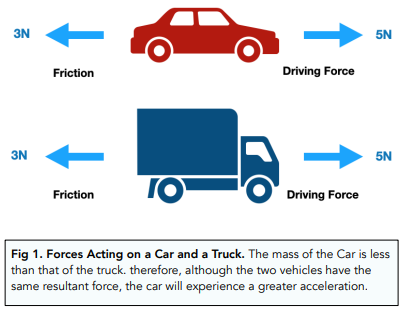 3N
5N
Friction
Driving Force
3N
5N
Friction
Driving Force
Fig 1. Forces Acting on a Car and a Truck. The mass of the Car is less
than that of the truck. therefore, although the two vehicles have the
same resultant force, the car will experience a greater acceleration.